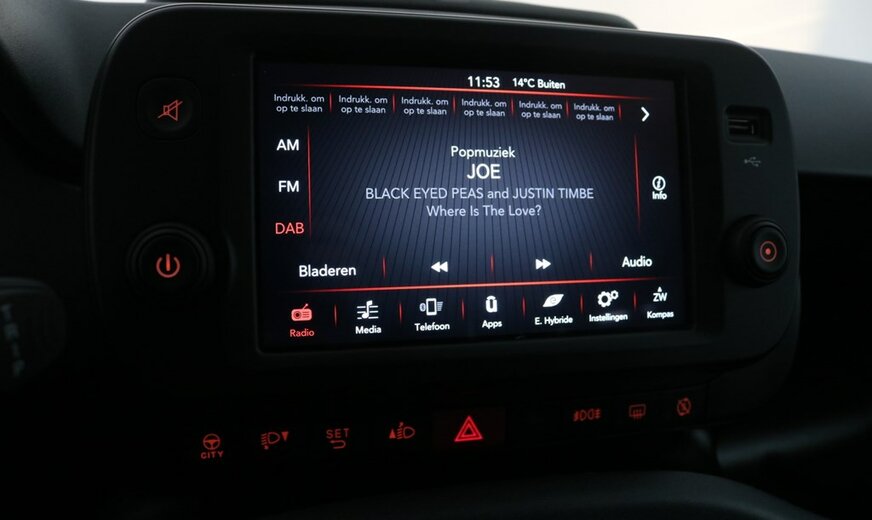 11:53 14°C Buiten
Indrukk. om op te slaan
Indrukk. om op te slaan
Indrukk. om op te slaan
Indrukk. om op te slaan
Indrukk. om op te slaan
Indrukk. om op te slaan
AM
FM
DAB
Popmuziek
JOE
BLACK EYED PEAS and JUSTIN TIMBE
Where Is The Love?
Info
Bladeren
Audio
Radio
Media
Telefoon
Apps
E. Hybride
Instellingen
ZW
Kompas
CITY
SET